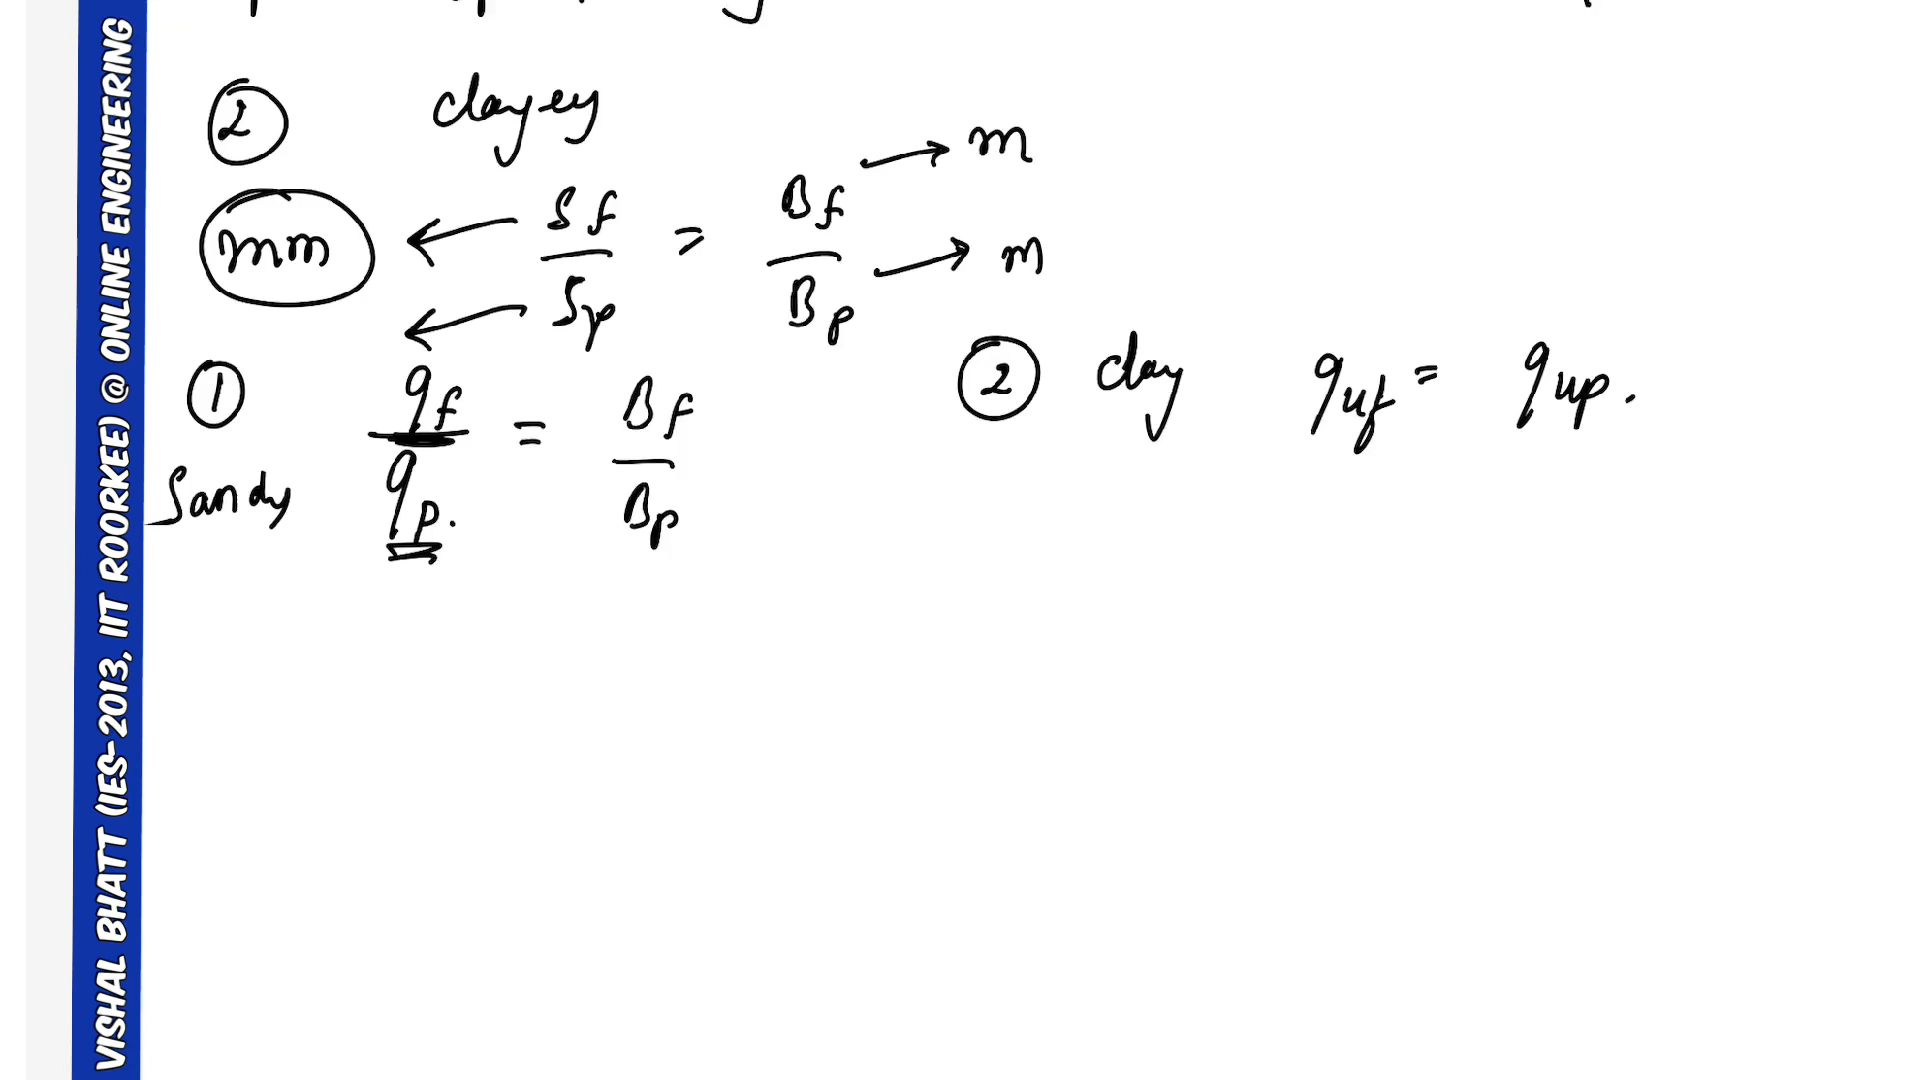 VISHAL BHATT (IES-2013, IIT ROORKEE) @ ONLINE ENGINEERING
② clayey
mm ← Sf/Sp = Bf/Bp → m
← → m
① qf/qp. = Bf/Bp
Sandy
② clay quf = qup.